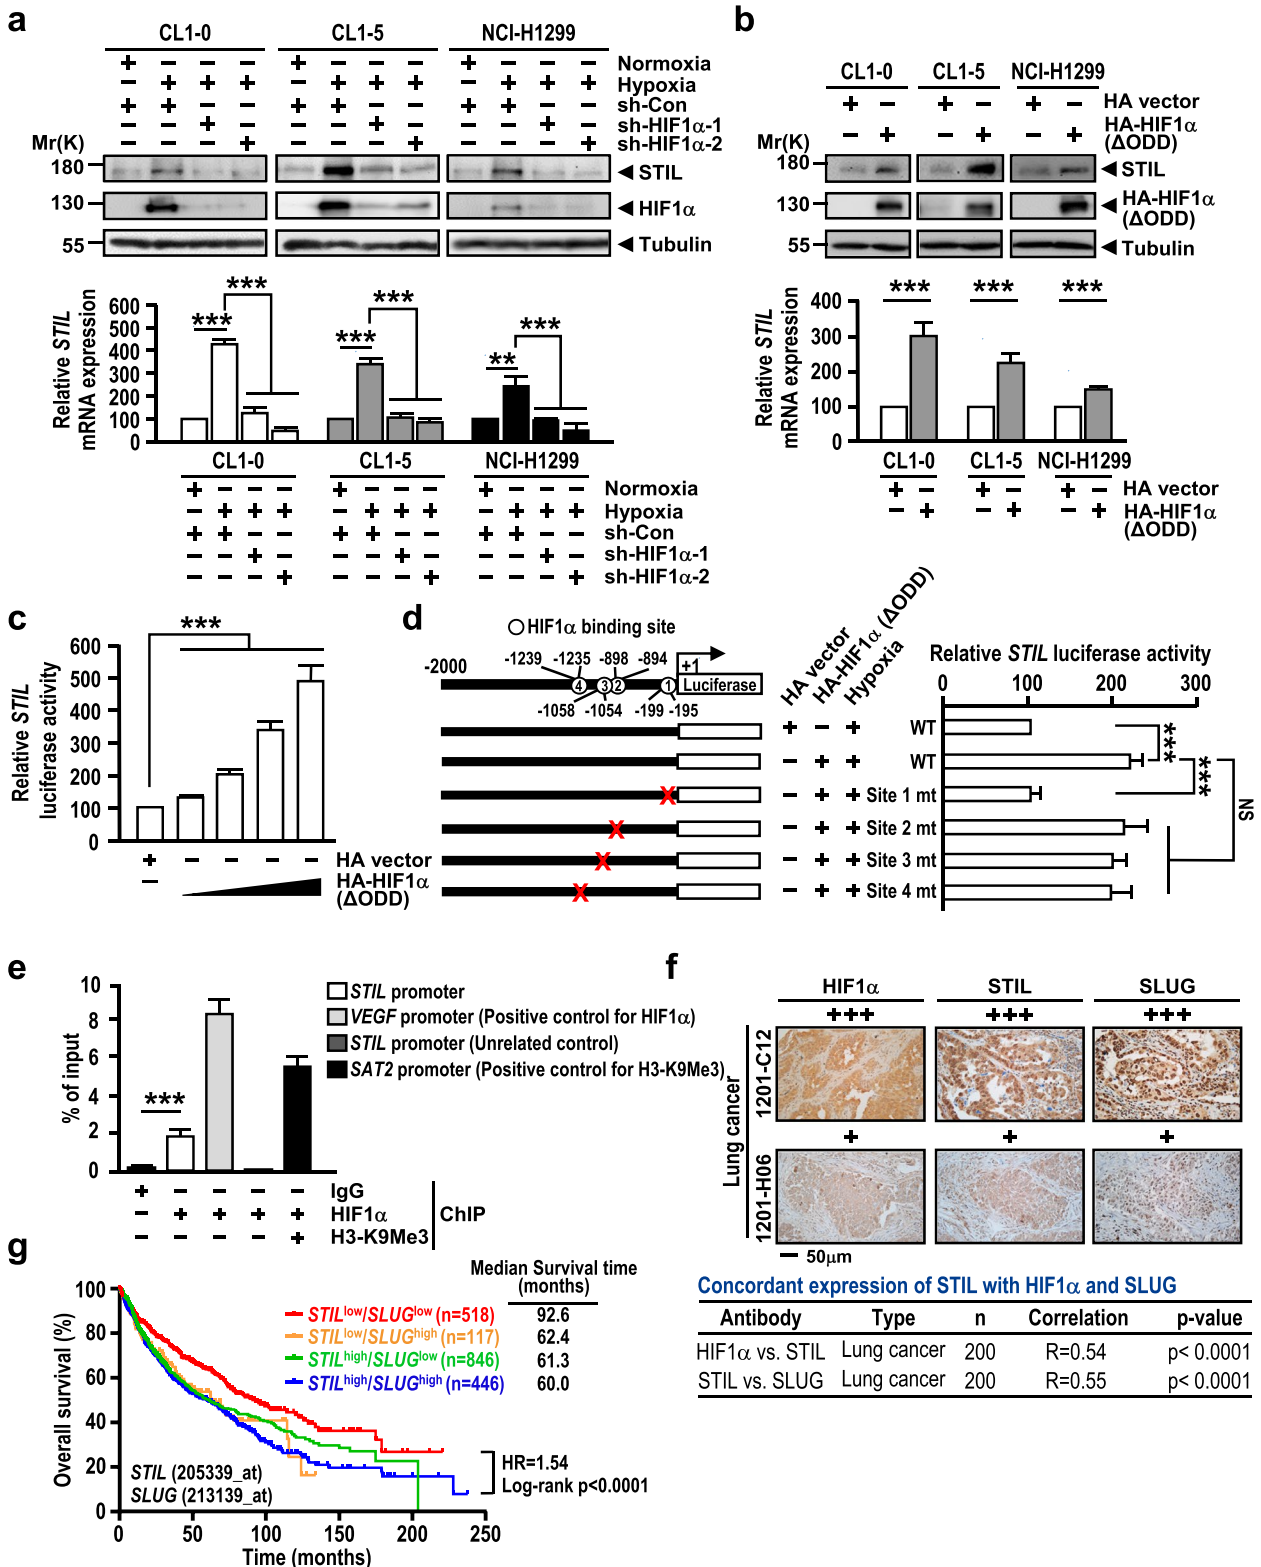 a
CL1-0 CL1-5 NCI-H1299
+ − − − + − − − + − − − Normoxia
− + + + − + + + − + + + Hypoxia
+ + − − + + − − + + − − sh-Con
− − + − − − + − − − + − sh-HIF1α-1
− − − + − − − + − − − + sh-HIF1α-2
Mr(K)
180 STIL
130 HIF1α
55 Tubulin
Relative STIL
mRNA expression
600
500
400
300
200
100
0
*** *** *** *** ** ***
CL1-0 CL1-5 NCI-H1299
+ − − − + − − − + − − − Normoxia
− + + + − + + + − + + + Hypoxia
+ + − − + + − − + + − − sh-Con
− − + − − − + − − − + − sh-HIF1α-1
− − − + − − − + − − − + sh-HIF1α-2
b
CL1-0 CL1-5 NCI-H1299
+ − + − + − HA vector
− + − + − + HA-HIF1α
(ΔODD)
Mr(K)
180 STIL
130 HA-HIF1α
(ΔODD)
55 Tubulin
Relative STIL
mRNA expression
400
300
200
100
0
*** *** ***
CL1-0 CL1-5 NCI-H1299
+ − + − + − HA vector
− + − + − + HA-HIF1α
(ΔODD)
c
Relative STIL
luciferase activity
600
500
400
300
200
100
0
***
+ − − − − HA vector
− HA-HIF1α
(ΔODD)
d
HIF1α binding site
-2000 -1239 -1235 -898 -894 +1
4 3 2 1 Luciferase
-1058 -1054 -199 -195
HA vector
HA-HIF1α (ΔODD)
Hypoxia
Relative STIL luciferase activity
0 100 200 300
+ − + WT
− + + WT
− + + Site 1 mt
− + + Site 2 mt
− + + Site 3 mt
− + + Site 4 mt
X
X
X
X
***
***
NS
e
% of input
10
8
6
4
2
0
***
STIL promoter
VEGF promoter (Positive control for HIF1α)
STIL promoter (Unrelated control)
SAT2 promoter (Positive control for H3-K9Me3)
+ − − − − IgG
− + + + + HIF1α
− − − − + H3-K9Me3
ChIP
f
HIF1α STIL SLUG
+++ +++ +++
Lung cancer
1201-C12
+ + +
1201-H06
50µm
Concordant expression of STIL with HIF1α and SLUG
Antibody Type n Correlation p-value
HIF1α vs. STIL Lung cancer 200 R=0.54 p< 0.0001
STIL vs. SLUG Lung cancer 200 R=0.55 p< 0.0001
g
Overall survival (%)
100
80
60
40
20
0
Median Survival time
(months)
STILlow/SLUGlow (n=518) 92.6
STILlow/SLUGhigh (n=117) 62.4
STILhigh/SLUGlow (n=846) 61.3
STILhigh/SLUGhigh (n=446) 60.0
HR=1.54
Log-rank p<0.0001
STIL (205339_at)
SLUG (213139_at)
0 50 100 150 200 250
Time (months)